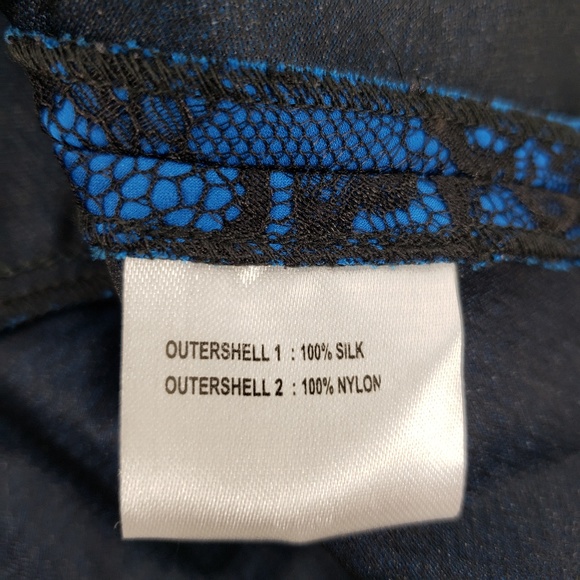 OUTERSHELL 1 : 100% SILK
OUTERSHELL 2 : 100% NYLON